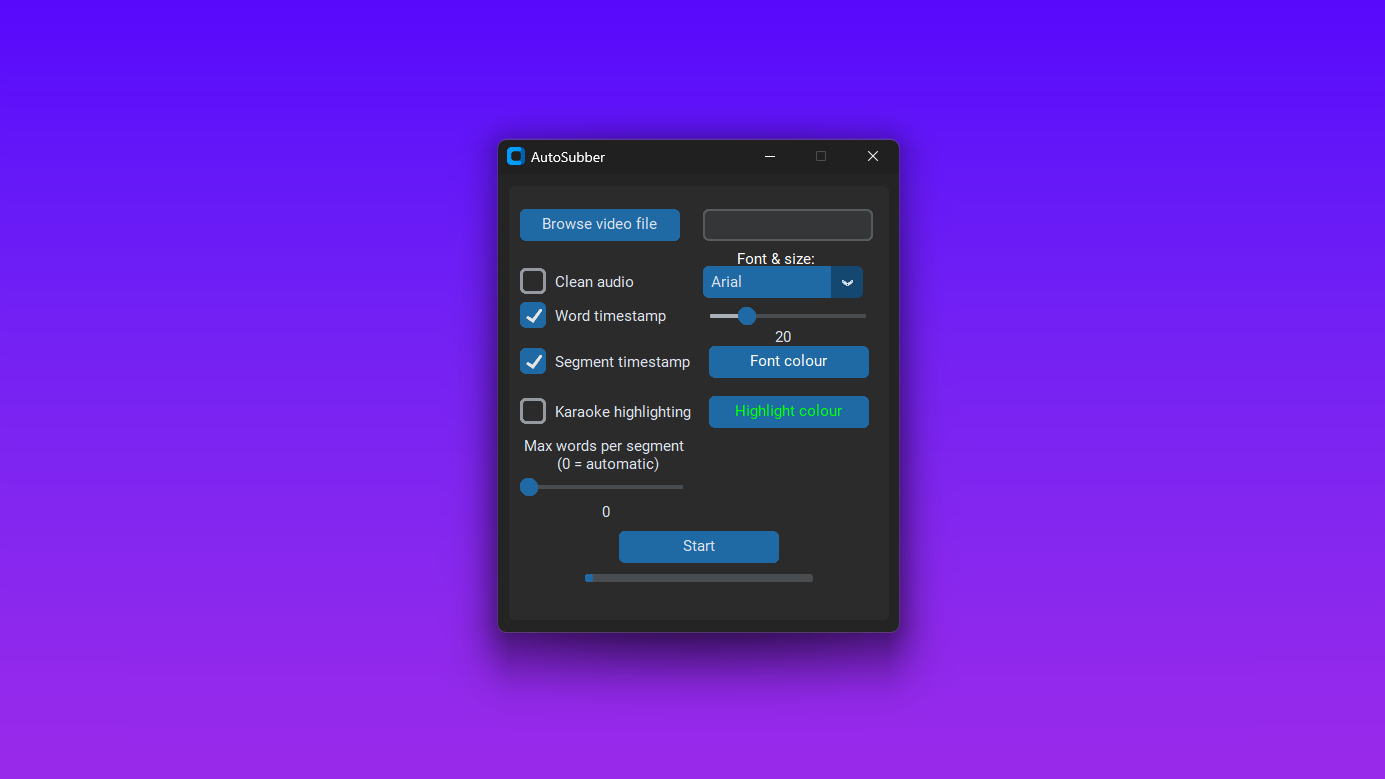 AutoSubber
Browse video file
Font & size:
Clean audio
Arial
Word timestamp
20
Segment timestamp
Font colour
Karaoke highlighting
Highlight colour
Max words per segment
(0 = automatic)
0
Start